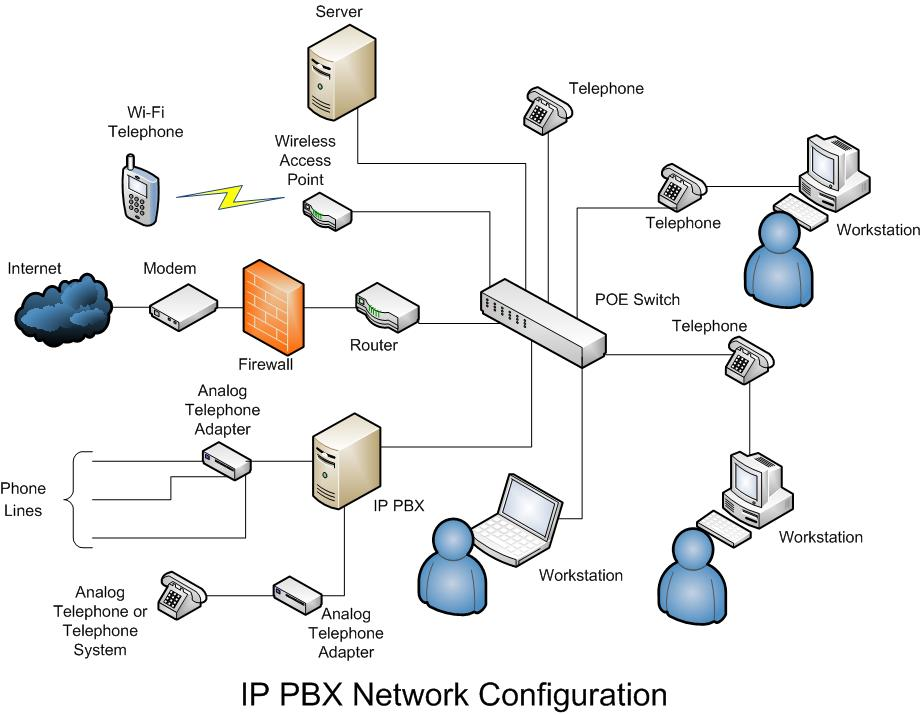 Server
Telephone
Wi-Fi
Telephone
Wireless
Access
Point
Telephone
Workstation
Internet
Modem
POE Switch
Firewall
Router
Telephone
Analog
Telephone
Adapter
Phone
Lines
IP PBX
Workstation
Workstation
Analog
Telephone or
Telephone
System
Analog
Telephone
Adapter
IP PBX Network Configuration